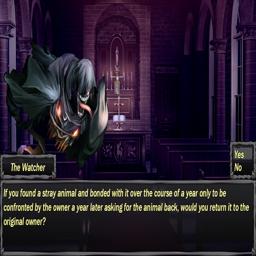 Yes
No
The Watcher
If you found a stray animal and bonded with it over the course of a year only to be
confronted by the owner a year later asking for the animal back, would you return it to the
original owner?